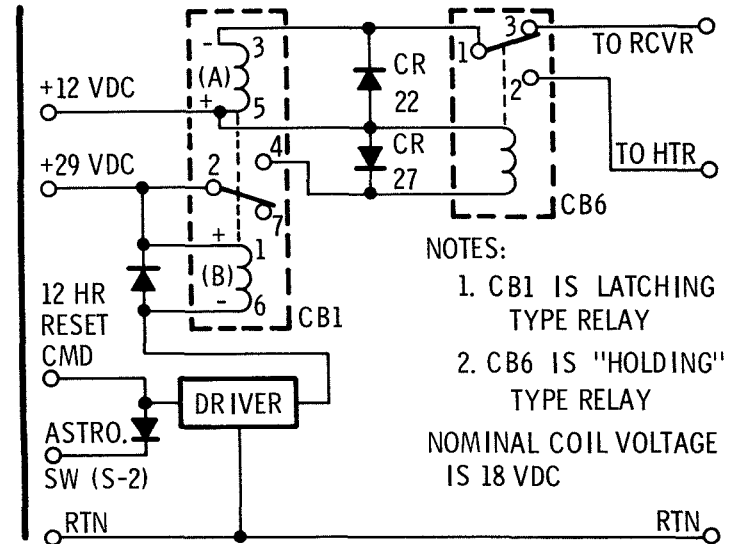 - 3
(A)
+ 5
+12 VDC
+29 VDC
2
4
7
+ 1
(B)
- 6
CB1
CR
22
CR
27
1
3
2
TO RCVR
TO HTR
CB6
12 HR
RESET
CMD
ASTRO.
SW (S-2)
DRIVER
RTN
RTN
NOTES:
1. CB1 IS LATCHING
TYPE RELAY
2. CB6 IS "HOLDING"
TYPE RELAY
NOMINAL COIL VOLTAGE
IS 18 VDC